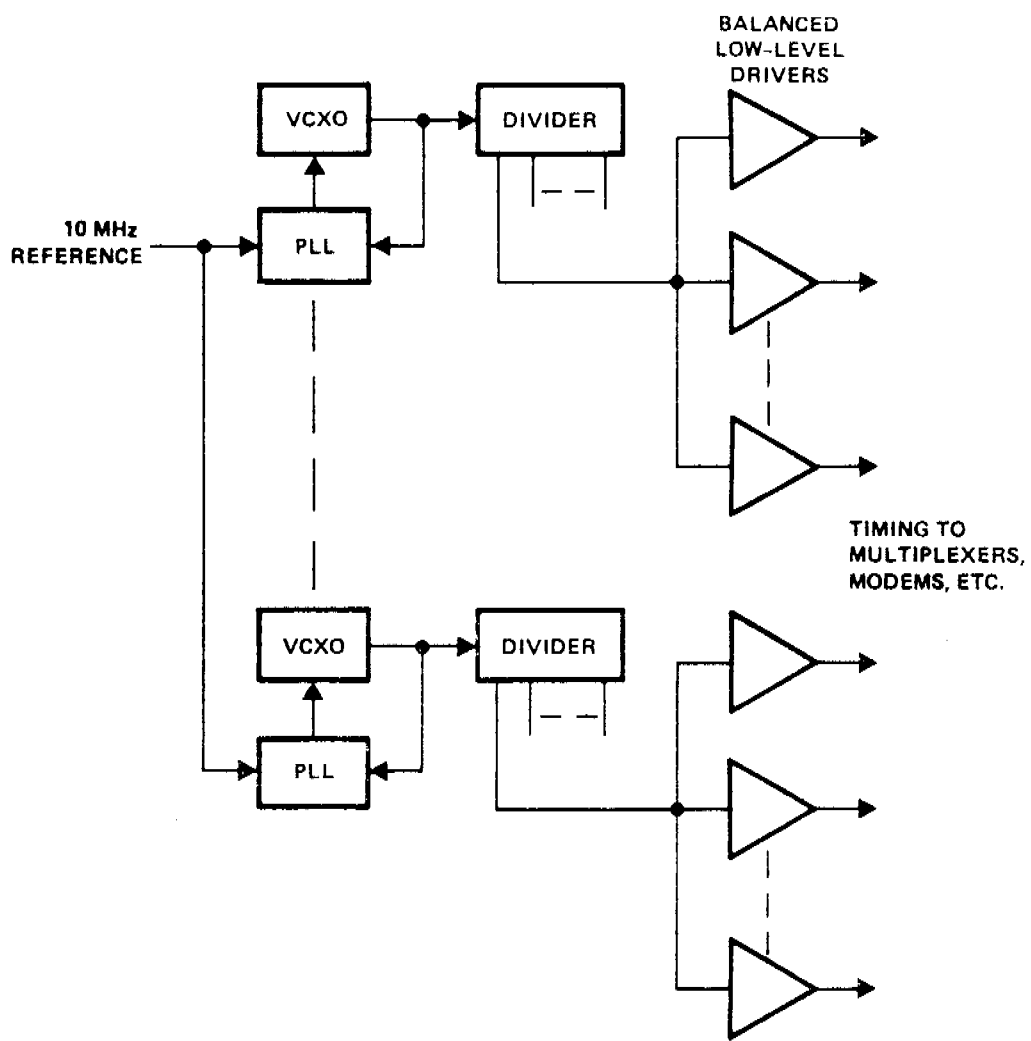 BALANCED
LOW-LEVEL
DRIVERS
VCXO
DIVIDER
10 MHz
REFERENCE
PLL
TIMING TO
MULTIPLEXERS,
MODEMS, ETC.
VCXO
DIVIDER
PLL